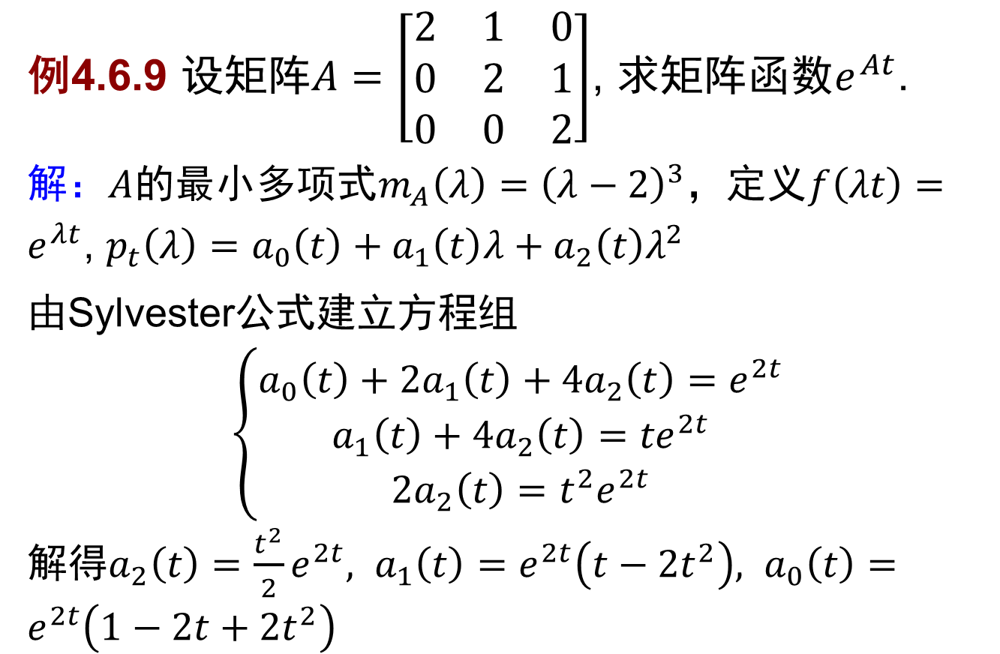 例4.6.9 设矩阵$A = \begin{bmatrix} 2 & 1 & 0 \\ 0 & 2 & 1 \\ 0 & 0 & 2 \end{bmatrix}$, 求矩阵函数$e^{At}$.
解：$A$的最小多项式$m_A(\lambda) = (\lambda - 2)^3$，定义$f(\lambda t) =$
$e^{\lambda t}$, $p_t(\lambda) = a_0(t) + a_1(t)\lambda + a_2(t)\lambda^2$
由Sylvester公式建立方程组
$\begin{cases} a_0(t) + 2a_1(t) + 4a_2(t) = e^{2t} \\ a_1(t) + 4a_2(t) = te^{2t} \\ 2a_2(t) = t^2e^{2t} \end{cases}$
解得$a_2(t) = \frac{t^2}{2}e^{2t}$, $a_1(t) = e^{2t}(t - 2t^2)$, $a_0(t) =$
$e^{2t}(1 - 2t + 2t^2)$